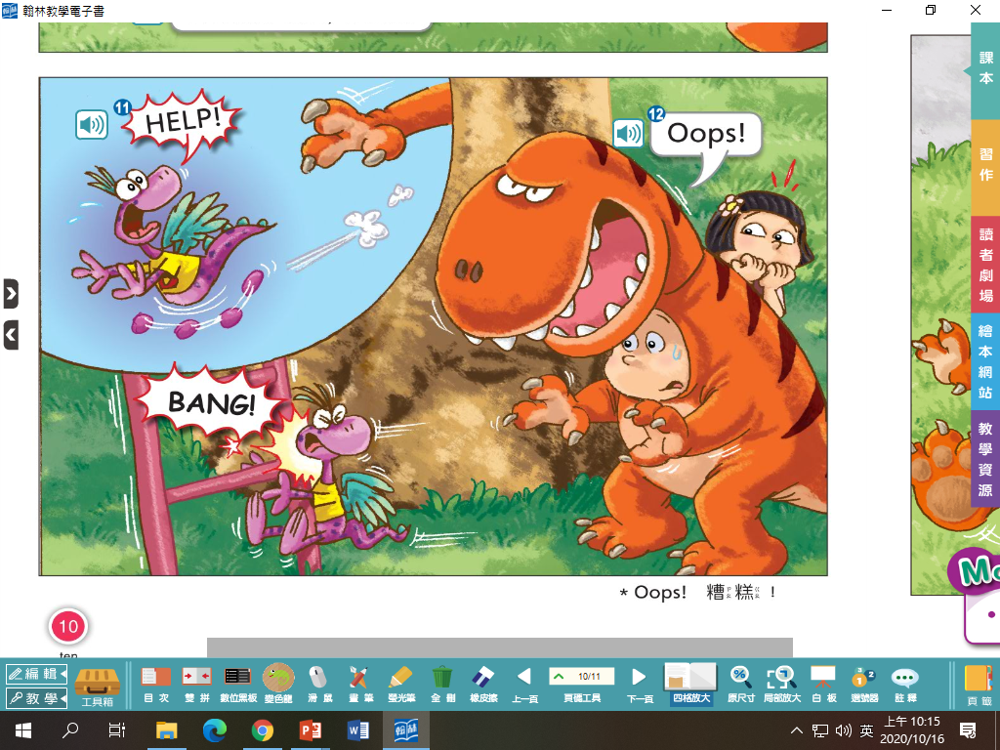 翰林教學電子書
11
HELP!
12
Oops!
BANG!
* Oops! 糟糕!
10
ten
課本
習作
讀者劇場
繪本網站
教學資源
編輯
教學
工具箱
目次
雙拼
數位黑板
變色龍
滑鼠
畫筆
螢光筆
全刪
橡皮擦
上一頁
10/11
頁碼工具
下一頁
四格放大
原尺寸
局部放大
白板
選號器
註釋
頁籤
翰林
英
上午 10:15
2020/10/16